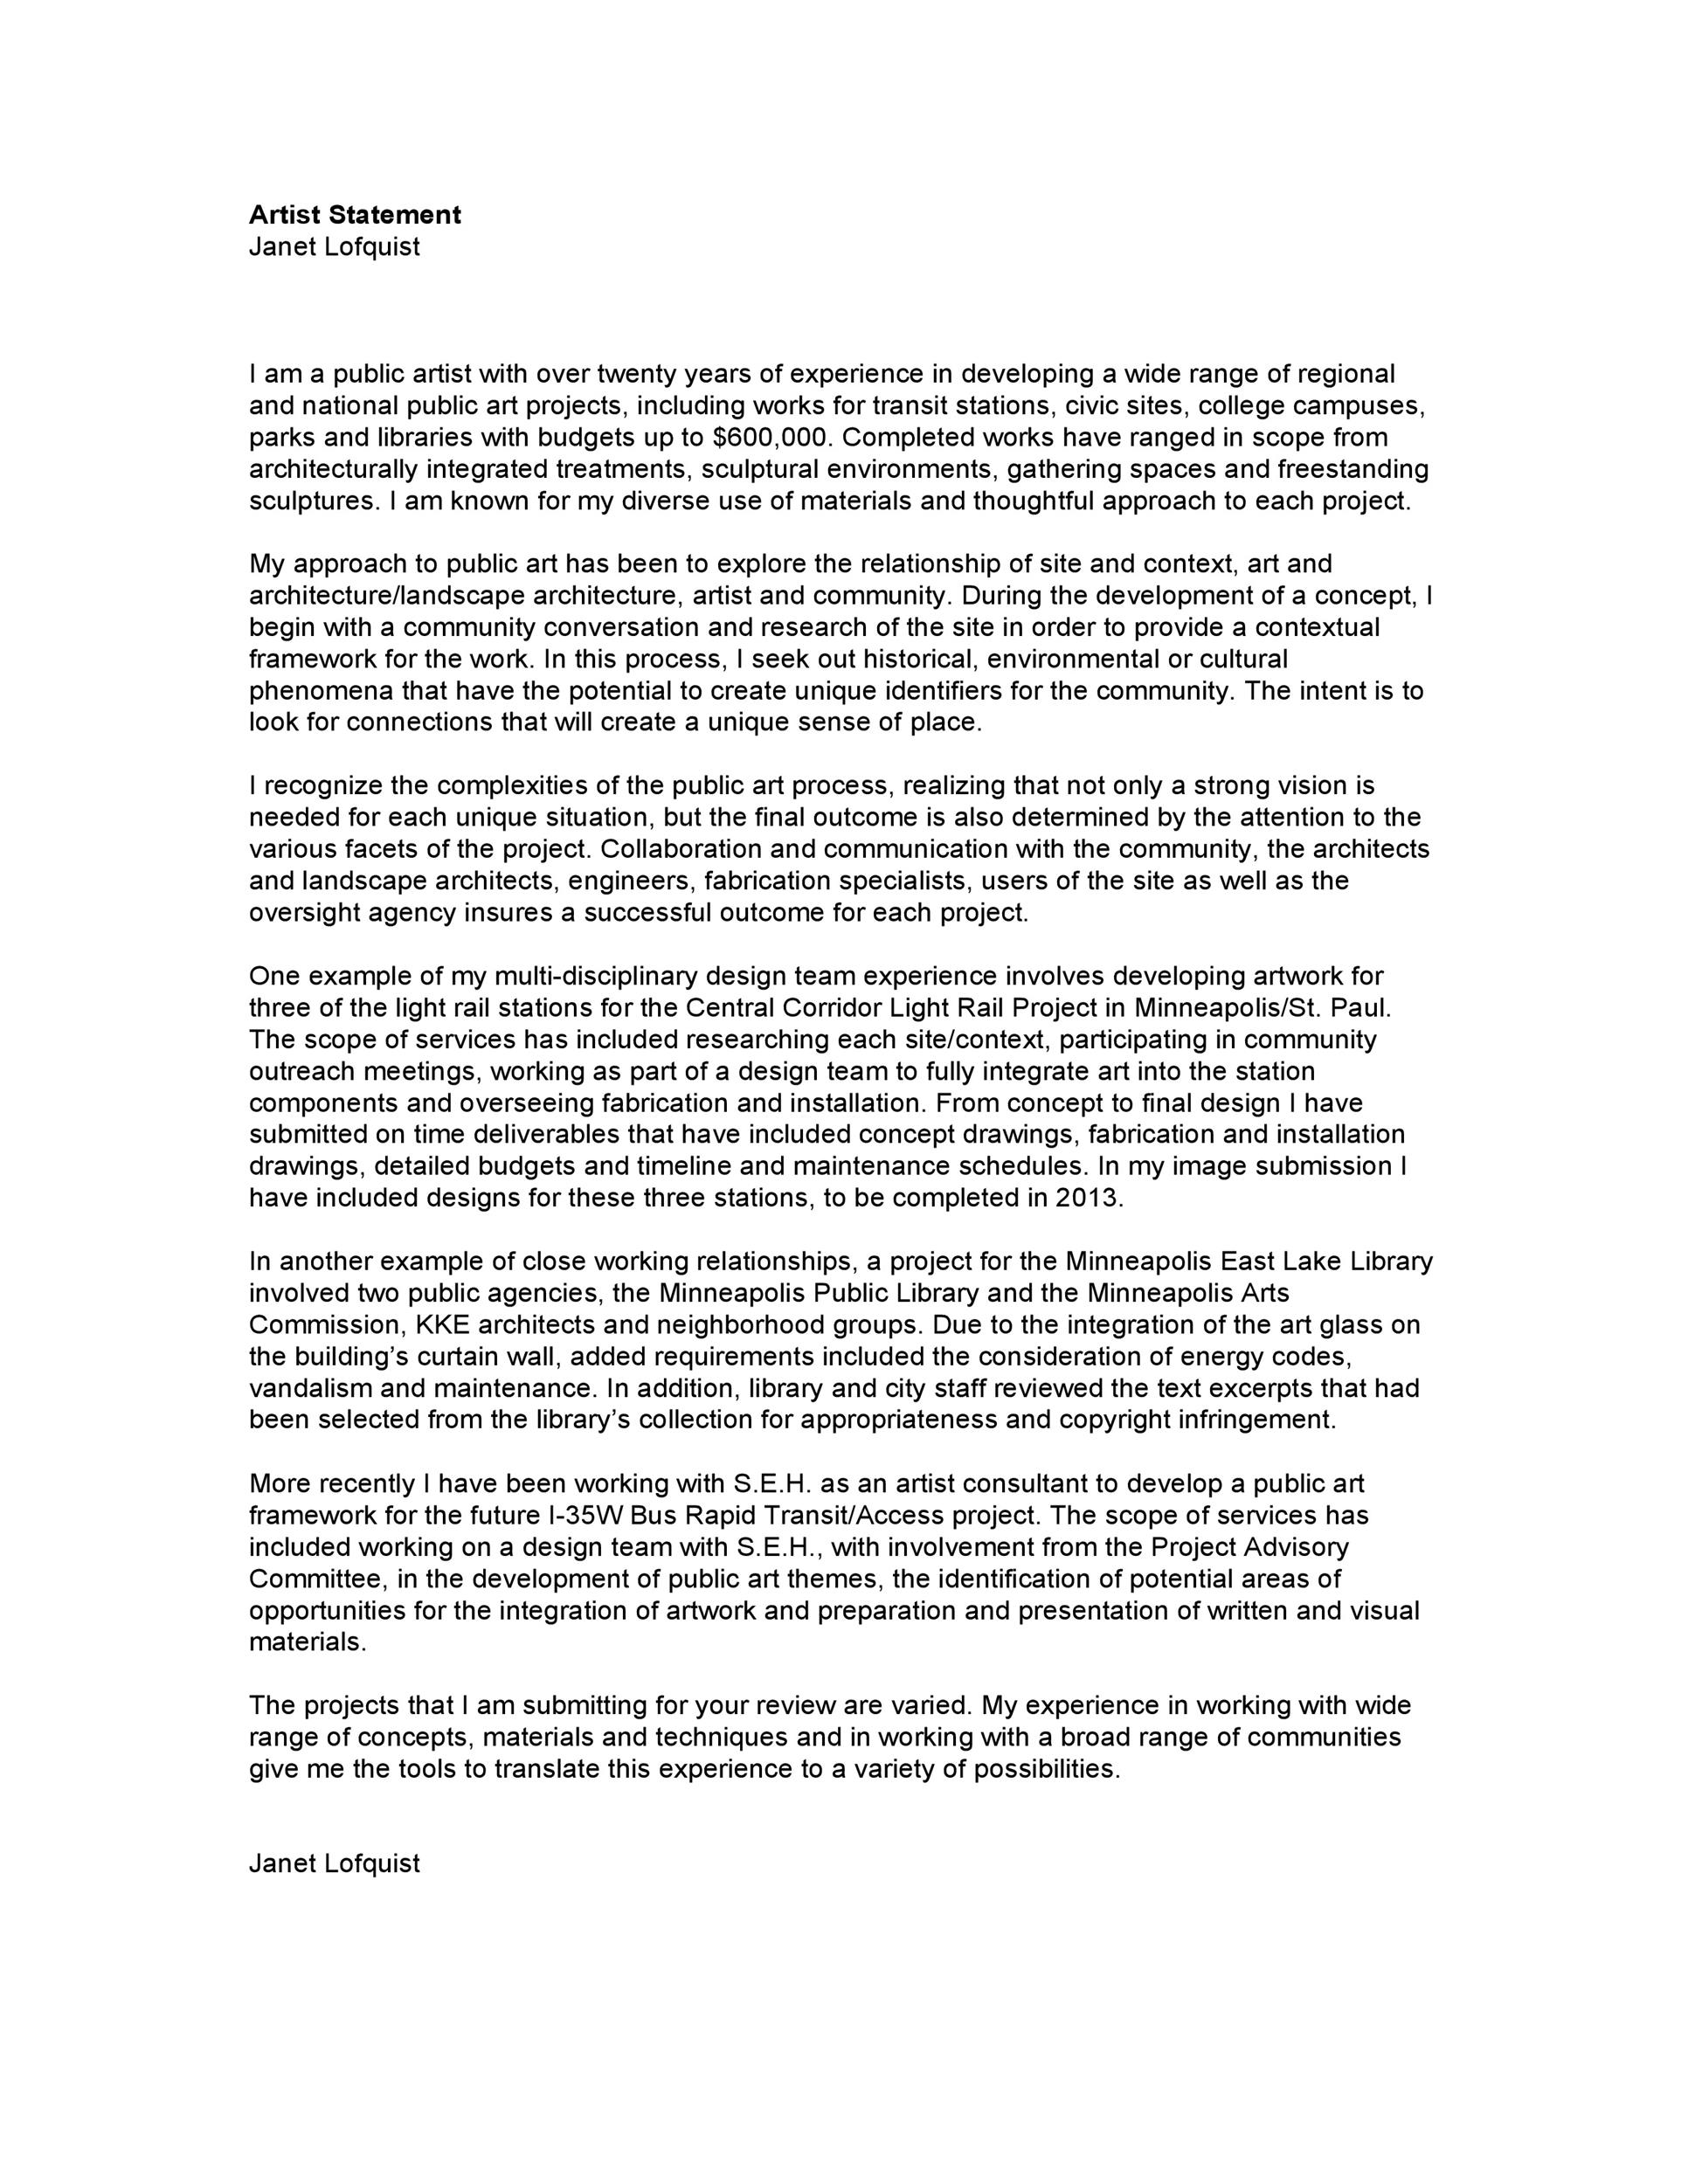 Artist Statement
Janet Lofquist
I am a public artist with over twenty years of experience in developing a wide range of regional
and national public art projects, including works for transit stations, civic sites, college campuses,
parks and libraries with budgets up to $600,000. Completed works have ranged in scope from
architecturally integrated treatments, sculptural environments, gathering spaces and freestanding
sculptures. I am known for my diverse use of materials and thoughtful approach to each project.
My approach to public art has been to explore the relationship of site and context, art and
architecture/landscape architecture, artist and community. During the development of a concept, I
begin with a community conversation and research of the site in order to provide a contextual
framework for the work. In this process, I seek out historical, environmental or cultural
phenomena that have the potential to create unique identifiers for the community. The intent is to
look for connections that will create a unique sense of place.
I recognize the complexities of the public art process, realizing that not only a strong vision is
needed for each unique situation, but the final outcome is also determined by the attention to the
various facets of the project. Collaboration and communication with the community, the architects
and landscape architects, engineers, fabrication specialists, users of the site as well as the
oversight agency insures a successful outcome for each project.
One example of my multi-disciplinary design team experience involves developing artwork for
three of the light rail stations for the Central Corridor Light Rail Project in Minneapolis/St. Paul.
The scope of services has included researching each site/context, participating in community
outreach meetings, working as part of a design team to fully integrate art into the station
components and overseeing fabrication and installation. From concept to final design I have
submitted on time deliverables that have included concept drawings, fabrication and installation
drawings, detailed budgets and timeline and maintenance schedules. In my image submission I
have included designs for these three stations, to be completed in 2013.
In another example of close working relationships, a project for the Minneapolis East Lake Library
involved two public agencies, the Minneapolis Public Library and the Minneapolis Arts
Commission, KKE architects and neighborhood groups. Due to the integration of the art glass on
the building’s curtain wall, added requirements included the consideration of energy codes,
vandalism and maintenance. In addition, library and city staff reviewed the text excerpts that had
been selected from the library’s collection for appropriateness and copyright infringement.
More recently I have been working with S.E.H. as an artist consultant to develop a public art
framework for the future I-35W Bus Rapid Transit/Access project. The scope of services has
included working on a design team with S.E.H., with involvement from the Project Advisory
Committee, in the development of public art themes, the identification of potential areas of
opportunities for the integration of artwork and preparation and presentation of written and visual
materials.
The projects that I am submitting for your review are varied. My experience in working with wide
range of concepts, materials and techniques and in working with a broad range of communities
give me the tools to translate this experience to a variety of possibilities.
Janet Lofquist